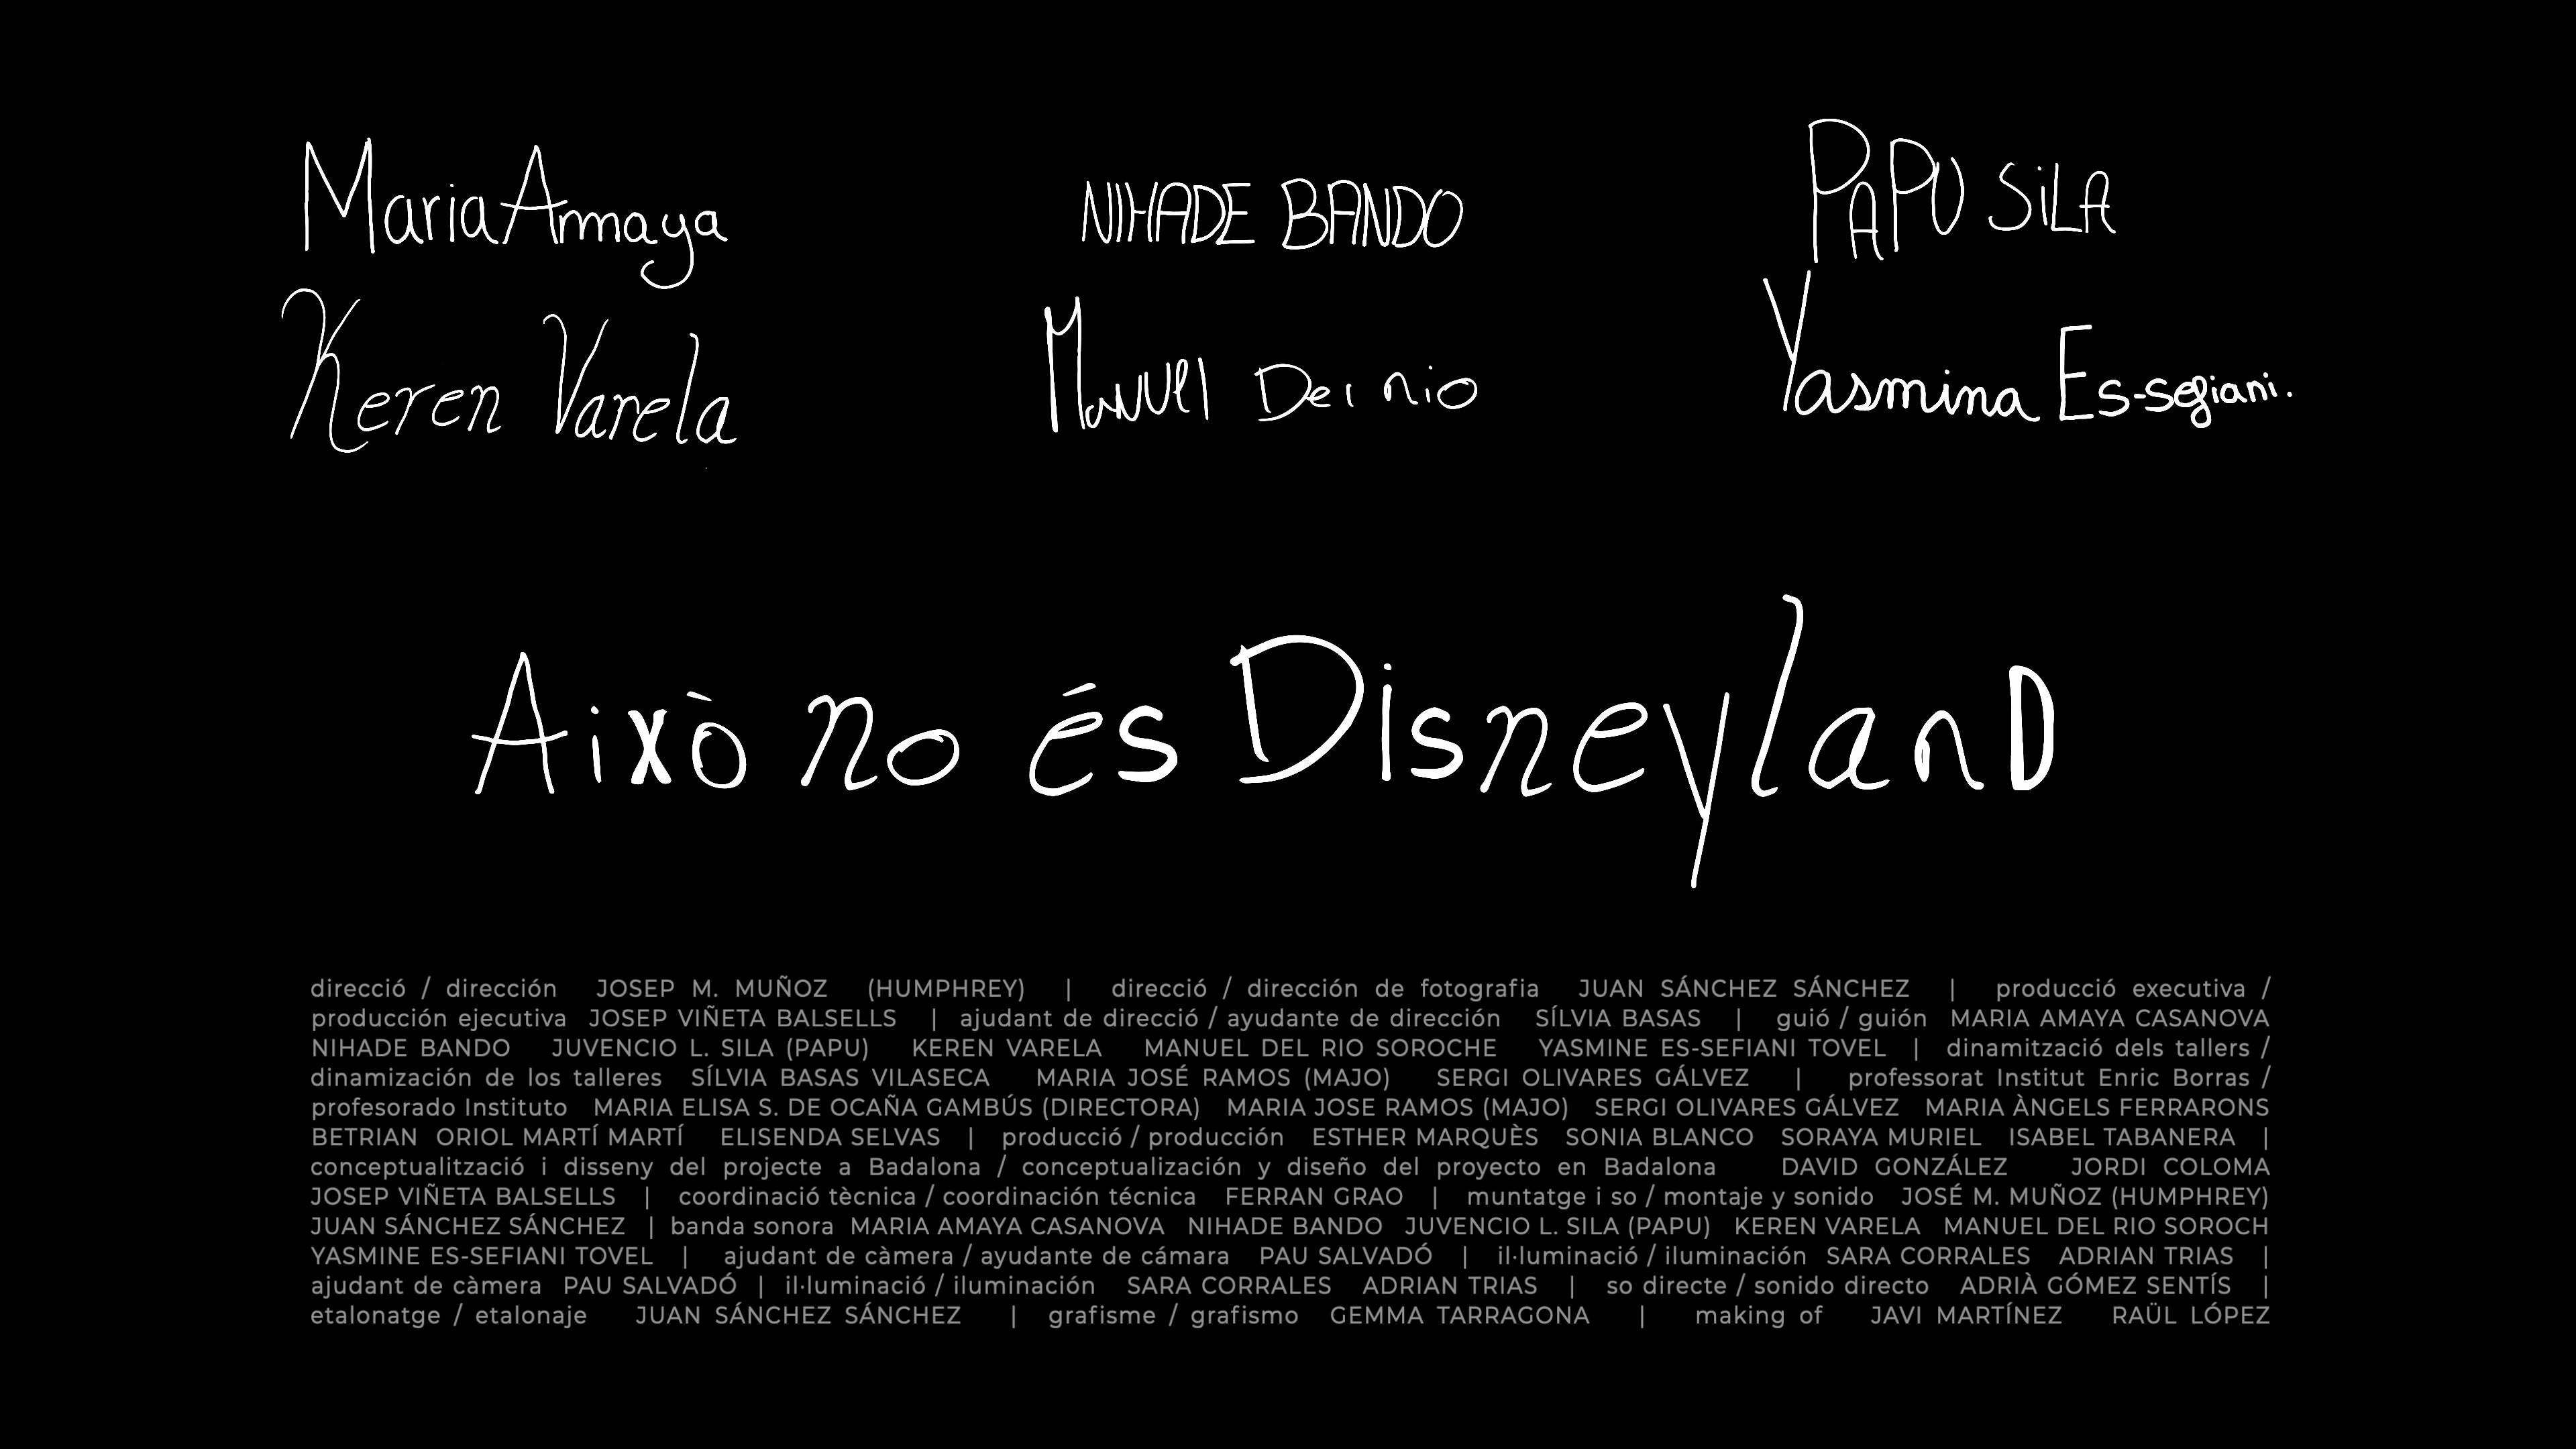 Maria Amaya NIHADE BANDO PAPU SiLA
Keren Varela Manuel Del rio Yasmina Es-sefiani.
Això no és Disneyland
direcció / dirección JOSEP M. MUÑOZ (HUMPHREY) | direcció / dirección de fotografia JUAN SÁNCHEZ SÁNCHEZ | producció executiva /
producción ejecutiva JOSEP VIÑETA BALSELLS | ajudant de direcció / ayudante de dirección SÍLVIA BASAS | guió / guión MARIA AMAYA CASANOVA
NIHADE BANDO JUVENCIO L. SILA (PAPU) KEREN VARELA MANUEL DEL RIO SOROCHE YASMINE ES-SEFIANI TOVEL | dinamització dels tallers /
dinamización de los talleres SÍLVIA BASAS VILASECA MARIA JOSÉ RAMOS (MAJO) SERGI OLIVARES GÁLVEZ | professorat Institut Enric Borras /
profesorado Instituto MARIA ELISA S. DE OCAÑA GAMBÚS (DIRECTORA) MARIA JOSE RAMOS (MAJO) SERGI OLIVARES GÁLVEZ MARIA ÀNGELS FERRARONS
BETRIAN ORIOL MARTÍ MARTÍ ELISENDA SELVAS | producció / producción ESTHER MARQUÈS SONIA BLANCO SORAYA MURIEL ISABEL TABANERA |
conceptualització i disseny del projecte a Badalona / conceptualización y diseño del proyecto en Badalona DAVID GONZÁLEZ JORDI COLOMA
JOSEP VIÑETA BALSELLS | coordinació tècnica / coordinación técnica FERRAN GRAO | muntatge i so / montaje y sonido JOSÉ M. MUÑOZ (HUMPHREY)
JUAN SÁNCHEZ SÁNCHEZ | banda sonora MARIA AMAYA CASANOVA NIHADE BANDO JUVENCIO L. SILA (PAPU) KEREN VARELA MANUEL DEL RIO SOROCH
YASMINE ES-SEFIANI TOVEL | ajudant de càmera / ayudante de cámara PAU SALVADÓ | il·luminació / iluminación SARA CORRALES ADRIAN TRIAS |
ajudant de càmera PAU SALVADÓ | il·luminació / iluminación SARA CORRALES ADRIAN TRIAS | so directe / sonido directo ADRIÀ GÓMEZ SENTÍS |
etalonatge / etalonaje JUAN SÁNCHEZ SÁNCHEZ | grafisme / grafismo GEMMA TARRAGONA | making of JAVI MARTÍNEZ RAÜL LÓPEZ